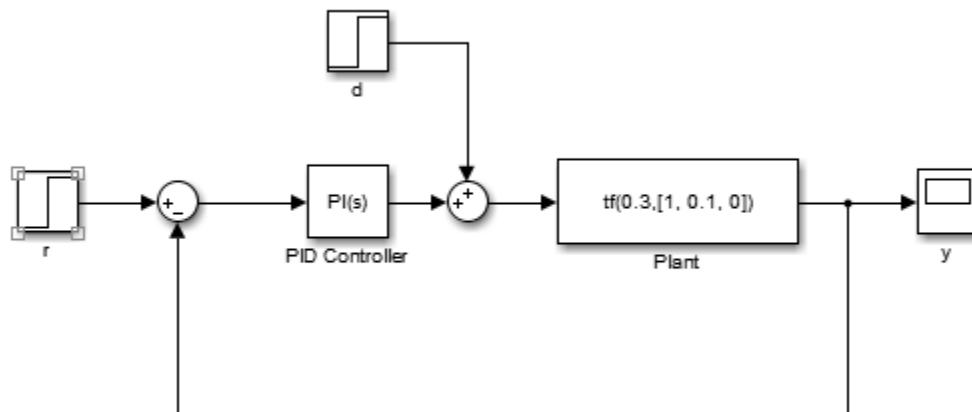 d
r
+
−
PI(s)
PID Controller
+
+
tf(0.3,[1, 0.1, 0])
Plant
y